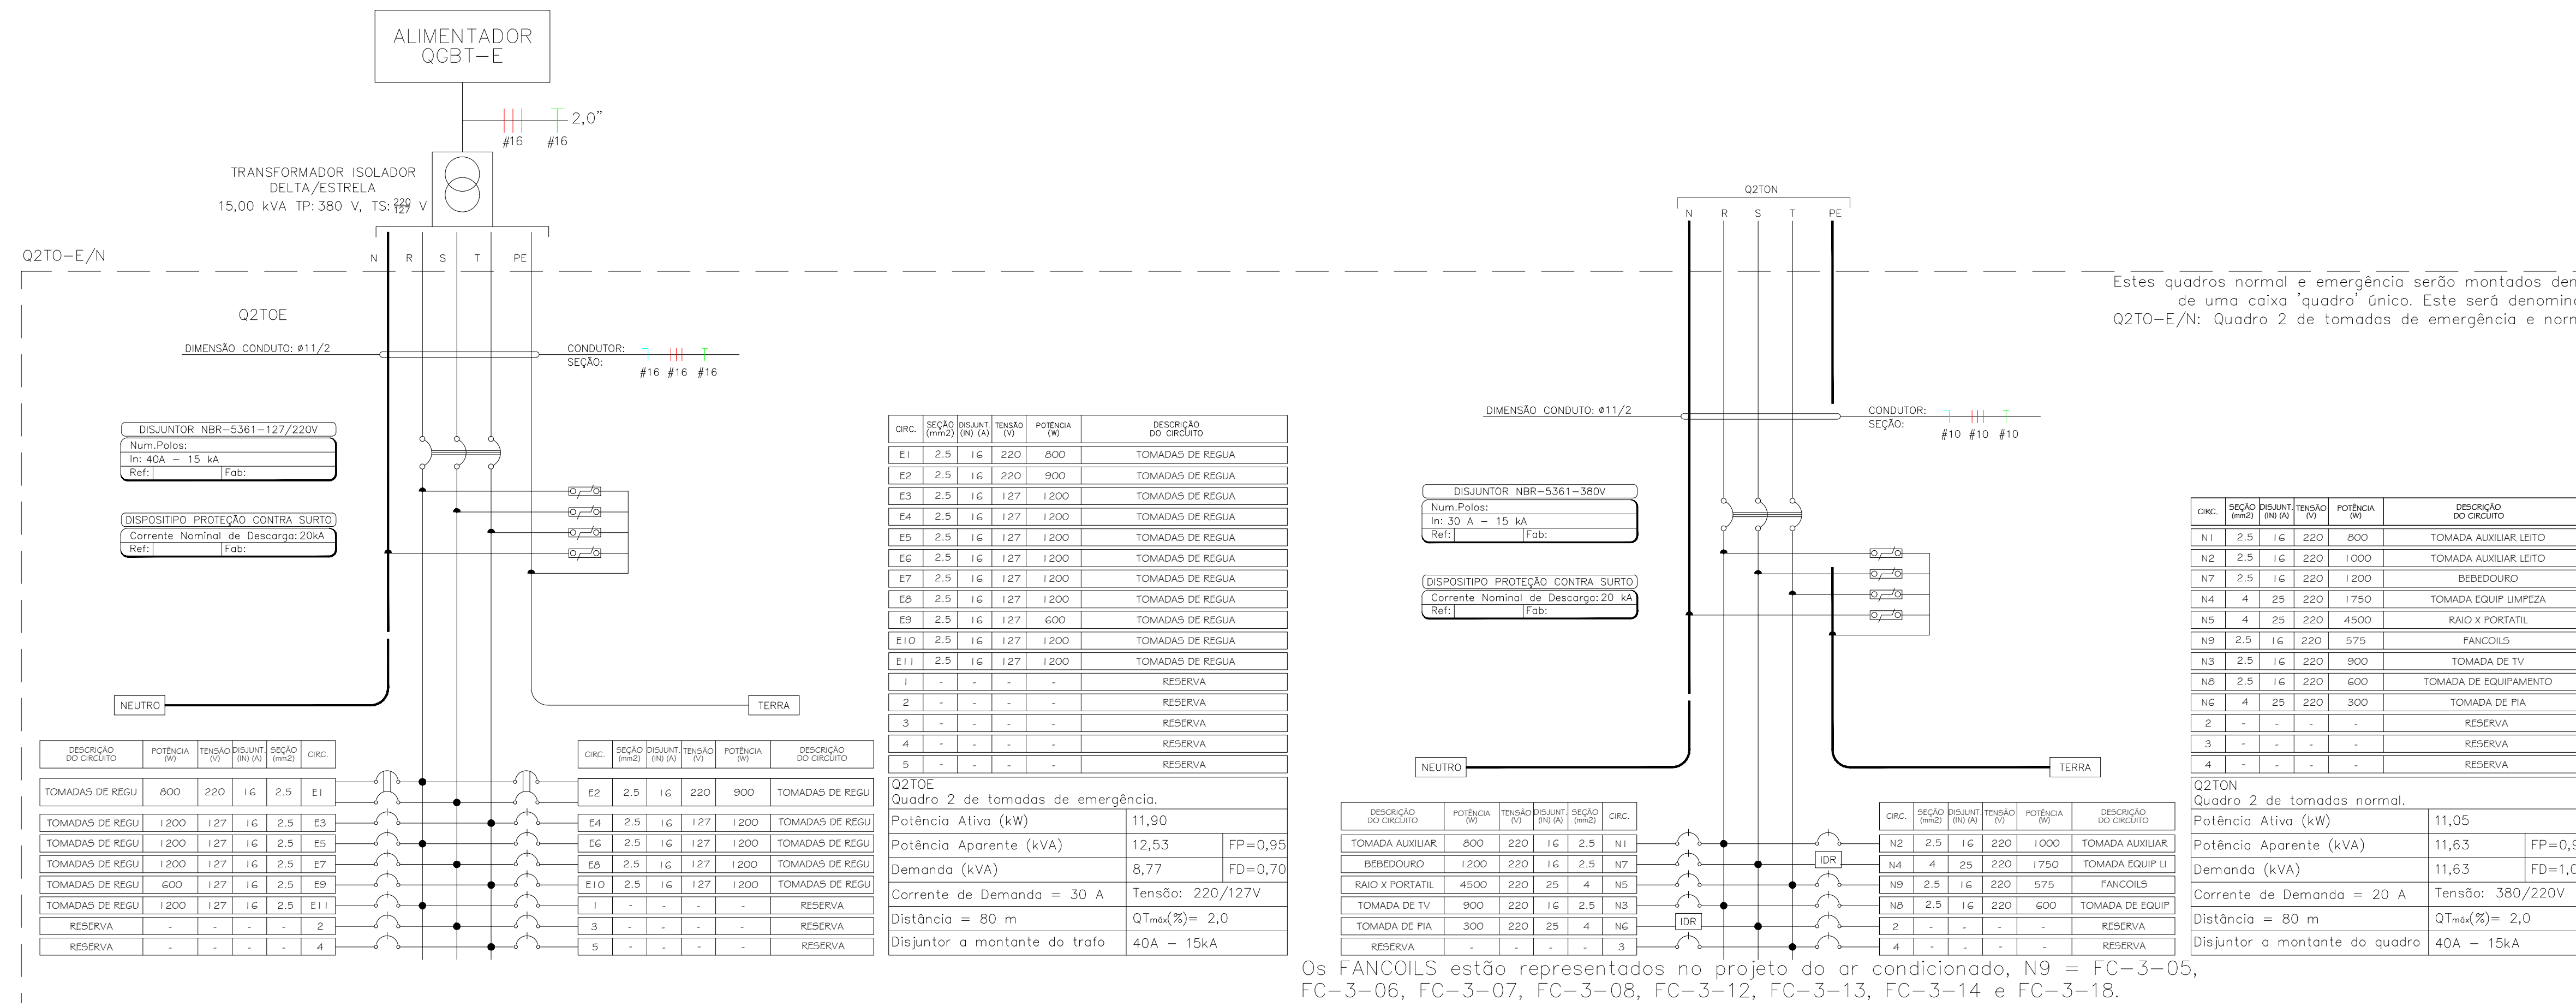 ALIMENTADOR
QGBT-E
2,0"
#16 #16
TRANSFORMADOR ISOLADOR
DELTA/ESTRELA
15,00 kVA TP: 380 V, TS: 220/127 V
Q2TO-E/N
N R S T PE
Q2TOE
DIMENSÃO CONDUTO: ø11/2
CONDUTOR:
SEÇÃO:
#16 #16 #16
DISJUNTOR NBR-5361-127/220V
Num.Polos:
In: 40A - 15 kA
Ref: Fab:
DISPOSITIPO PROTEÇÃO CONTRA SURTO
Corrente Nominal de Descarga: 20kA
Ref: Fab:
NEUTRO
TERRA
DESCRIÇÃO DO CIRCUITO POTÊNCIA (W) TENSÃO (V) DISJUNT. (IN) (A) SEÇÃO (mm2) CIRC.
TOMADAS DE REGU 800 220 16 2.5 E1
TOMADAS DE REGU 1200 127 16 2.5 E3
TOMADAS DE REGU 1200 127 16 2.5 E5
TOMADAS DE REGU 1200 127 16 2.5 E7
TOMADAS DE REGU 600 127 16 2.5 E9
TOMADAS DE REGU 1200 127 16 2.5 E11
RESERVA - - - - 2
RESERVA - - - - 4
CIRC. SEÇÃO (mm2) DISJUNT. (IN) (A) TENSÃO (V) POTÊNCIA (W) DESCRIÇÃO DO CIRCUITO
E2 2.5 16 220 900 TOMADAS DE REGU
E4 2.5 16 127 1200 TOMADAS DE REGU
E6 2.5 16 127 1200 TOMADAS DE REGU
E8 2.5 16 127 1200 TOMADAS DE REGU
E10 2.5 16 127 1200 TOMADAS DE REGU
1 - - - - RESERVA
3 - - - - RESERVA
5 - - - - RESERVA
CIRC. SEÇÃO (mm2) DISJUNT. (IN) (A) TENSÃO (V) POTÊNCIA (W) DESCRIÇÃO DO CIRCUITO
E1 2.5 16 220 800 TOMADAS DE REGUA
E2 2.5 16 220 900 TOMADAS DE REGUA
E3 2.5 16 127 1200 TOMADAS DE REGUA
E4 2.5 16 127 1200 TOMADAS DE REGUA
E5 2.5 16 127 1200 TOMADAS DE REGUA
E6 2.5 16 127 1200 TOMADAS DE REGUA
E7 2.5 16 127 1200 TOMADAS DE REGUA
E8 2.5 16 127 1200 TOMADAS DE REGUA
E9 2.5 16 127 600 TOMADAS DE REGUA
E10 2.5 16 127 1200 TOMADAS DE REGUA
E11 2.5 16 127 1200 TOMADAS DE REGUA
1 - - - - RESERVA
2 - - - - RESERVA
3 - - - - RESERVA
4 - - - - RESERVA
5 - - - - RESERVA
Q2TOE
Quadro 2 de tomadas de emergência.
Potência Ativa (kW) 11,90
Potência Aparente (kVA) 12,53 FP=0,95
Demanda (kVA) 8,77 FD=0,70
Corrente de Demanda = 30 A Tensão: 220/127V
Distância = 80 m QTmáx(%)= 2,0
Disjuntor a montante do trafo 40A - 15kA
Q2TON
N R S T PE
Estes quadros normal e emergência serão montados den
de uma caixa 'quadro' único. Este será denomina
Q2TO-E/N: Quadro 2 de tomadas de emergência e norm
DIMENSÃO CONDUTO: ø11/2
CONDUTOR:
SEÇÃO:
#10 #10 #10
DISJUNTOR NBR-5361-380V
Num.Polos:
In: 30 A - 15 kA
Ref: Fab:
DISPOSITIPO PROTEÇÃO CONTRA SURTO
Corrente Nominal de Descarga: 20 kA
Ref: Fab:
NEUTRO
TERRA
DESCRIÇÃO DO CIRCUITO POTÊNCIA (W) TENSÃO (V) DISJUNT. (IN) (A) SEÇÃO (mm2) CIRC.
TOMADA AUXILIAR 800 220 16 2.5 N1
BEBEDOURO 1200 220 16 2.5 N7
RAIO X PORTATIL 4500 220 25 4 N5
TOMADA DE TV 900 220 16 2.5 N3
TOMADA DE PIA 300 220 25 4 N6 IDR
RESERVA - - - - 3
CIRC. SEÇÃO (mm2) DISJUNT. (IN) (A) TENSÃO (V) POTÊNCIA (W) DESCRIÇÃO DO CIRCUITO
N2 2.5 16 220 1000 TOMADA AUXILIAR
IDR N4 4 25 220 1750 TOMADA EQUIP LI
N9 2.5 16 220 575 FANCOILS
N8 2.5 16 220 600 TOMADA DE EQUIP
2 - - - - RESERVA
4 - - - - RESERVA
CIRC. SEÇÃO (mm2) DISJUNT. (IN) (A) TENSÃO (V) POTÊNCIA (W) DESCRIÇÃO DO CIRCUITO
N1 2.5 16 220 800 TOMADA AUXILIAR LEITO
N2 2.5 16 220 1000 TOMADA AUXILIAR LEITO
N7 2.5 16 220 1200 BEBEDOURO
N4 4 25 220 1750 TOMADA EQUIP LIMPEZA
N5 4 25 220 4500 RAIO X PORTATIL
N9 2.5 16 220 575 FANCOILS
N3 2.5 16 220 900 TOMADA DE TV
N8 2.5 16 220 600 TOMADA DE EQUIPAMENTO
N6 4 25 220 300 TOMADA DE PIA
2 - - - - RESERVA
3 - - - - RESERVA
4 - - - - RESERVA
Q2TON
Quadro 2 de tomadas normal.
Potência Ativa (kW) 11,05
Potência Aparente (kVA) 11,63 FP=0,9
Demanda (kVA) 11,63 FD=1,0
Corrente de Demanda = 20 A Tensão: 380/220V
Distância = 80 m QTmáx(%)= 2,0
Disjuntor a montante do quadro 40A - 15kA
Os FANCOILS estão representados no projeto do ar condicionado, N9 = FC-3-05,
FC-3-06, FC-3-07, FC-3-08, FC-3-12, FC-3-13, FC-3-14 e FC-3-18.